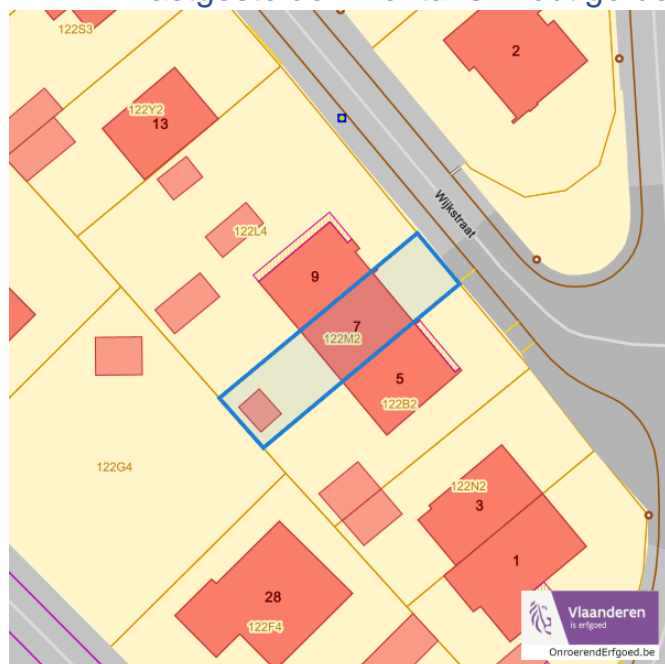 122S3
2
122Y2
13
Wijkstraat
122L4
9
7
122M2
5
122B2
122G4
122N2
3
1
28
122F4
Vlaanderen
is erfgoed
OnroerendErfgoed.be